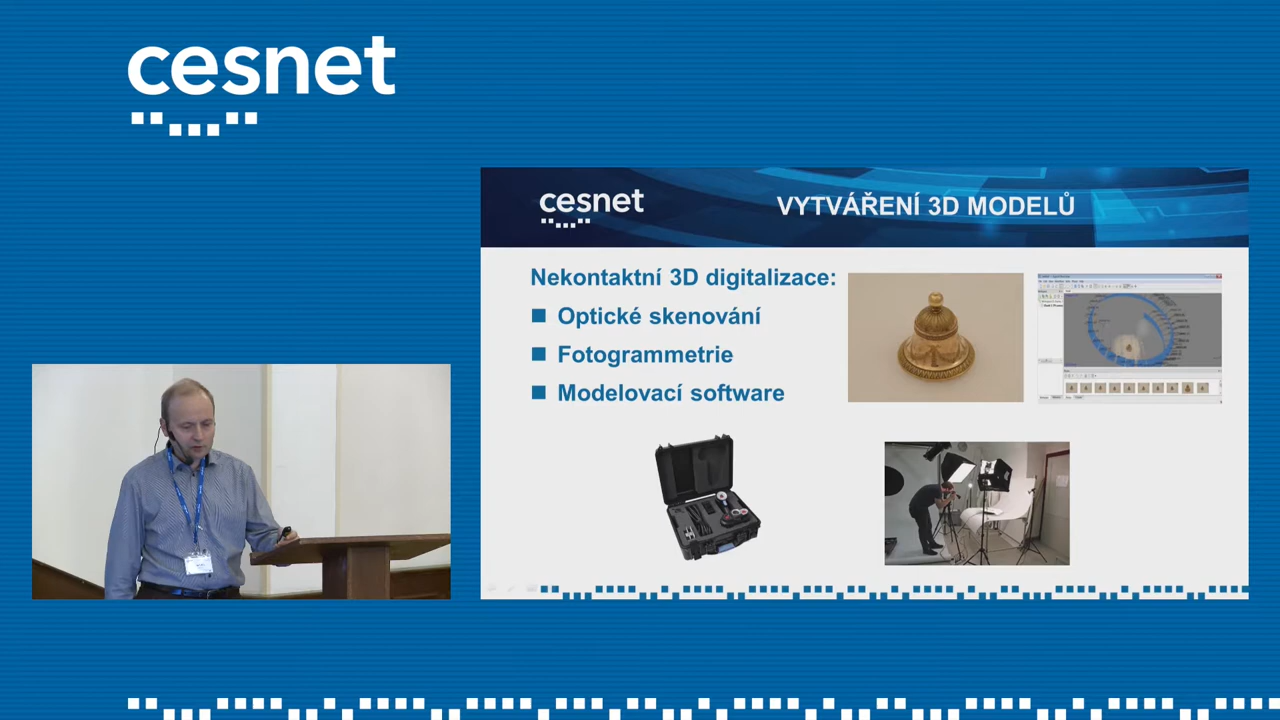 cesnet
cesnet
VYTVÁŘENÍ 3D MODELŮ
Nekontaktní 3D digitalizace:
Optické skenování
Fotogrammetrie
Modelovací software